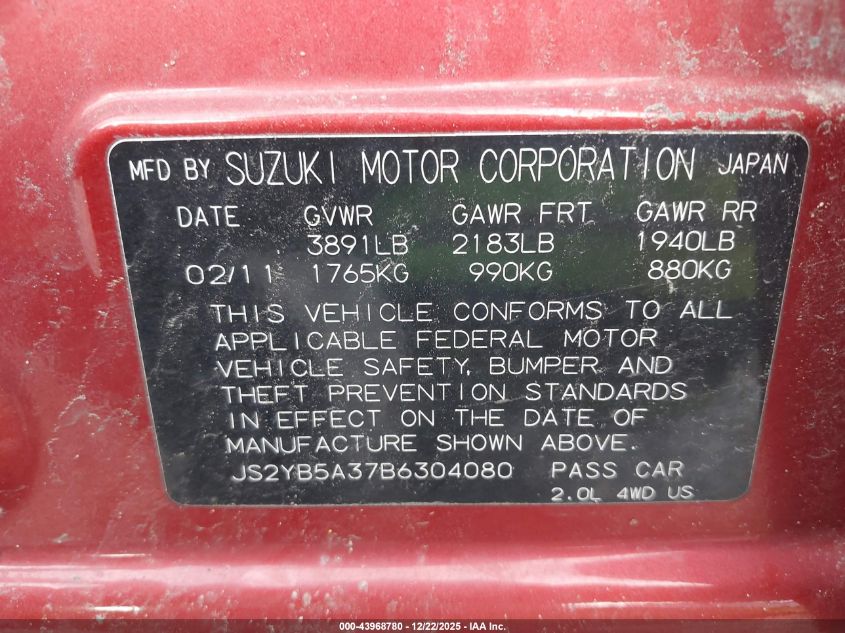 MFD BY SUZUKI MOTOR CORPORATION JAPAN
DATE GVWR GAWR FRT GAWR RR
3891LB 2183LB 1940LB
02/11 1765KG 990KG 880KG
THIS VEHICLE CONFORMS TO ALL
APPLICABLE FEDERAL MOTOR
VEHICLE SAFETY, BUMPER AND
THEFT PREVENTION STANDARDS
IN EFFECT ON THE DATE OF
MANUFACTURE SHOWN ABOVE.
JS2YB5A37B6304080 PASS CAR
2.0L 4WD US
000-43968780 - 12/22/2025 - IAA Inc.